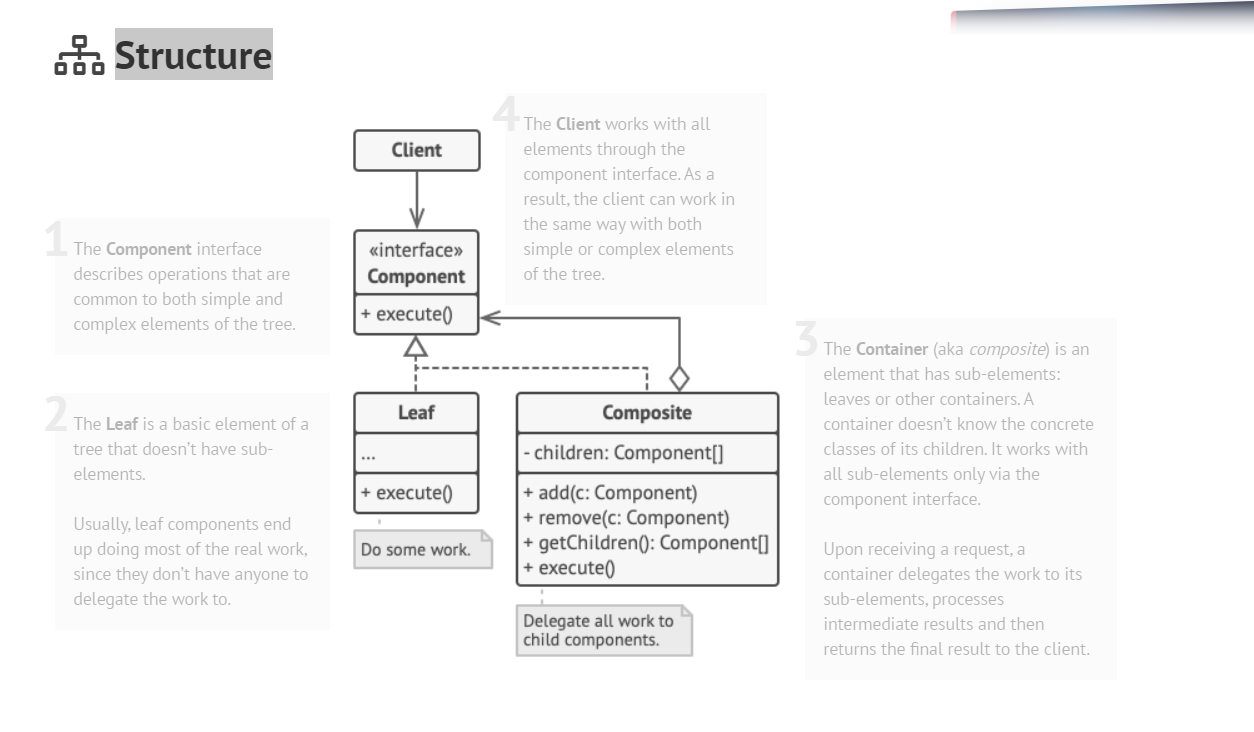 Structure
4
The Client works with all
elements through the
component interface. As a
result, the client can work in
the same way with both
simple or complex elements
of the tree.
Client
1
The Component interface
describes operations that are
common to both simple and
complex elements of the tree.
«interface»
Component
+ execute()
2
The Leaf is a basic element of a
tree that doesn't have sub-
elements.
Usually, leaf components end
up doing most of the real work,
since they don't have anyone to
delegate the work to.
Leaf
...
+ execute()
Do some work.
Composite
- children: Component[]
+ add(c: Component)
+ remove(c: Component)
+ getChildren(): Component[]
+ execute()
Delegate all work to
child components.
3
The Container (aka composite) is an
element that has sub-elements:
leaves or other containers. A
container doesn't know the concrete
classes of its children. It works with
all sub-elements only via the
component interface.
Upon receiving a request, a
container delegates the work to its
sub-elements, processes
intermediate results and then
returns the final result to the client.